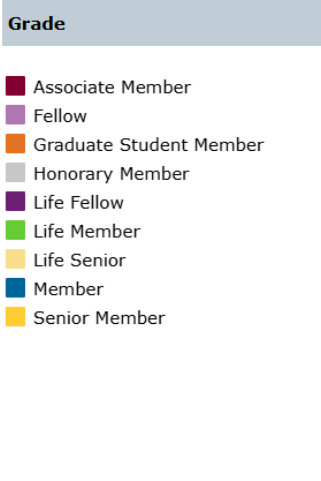 Grade
Associate Member
Fellow
Graduate Student Member
Honorary Member
Life Fellow
Life Member
Life Senior
Member
Senior Member